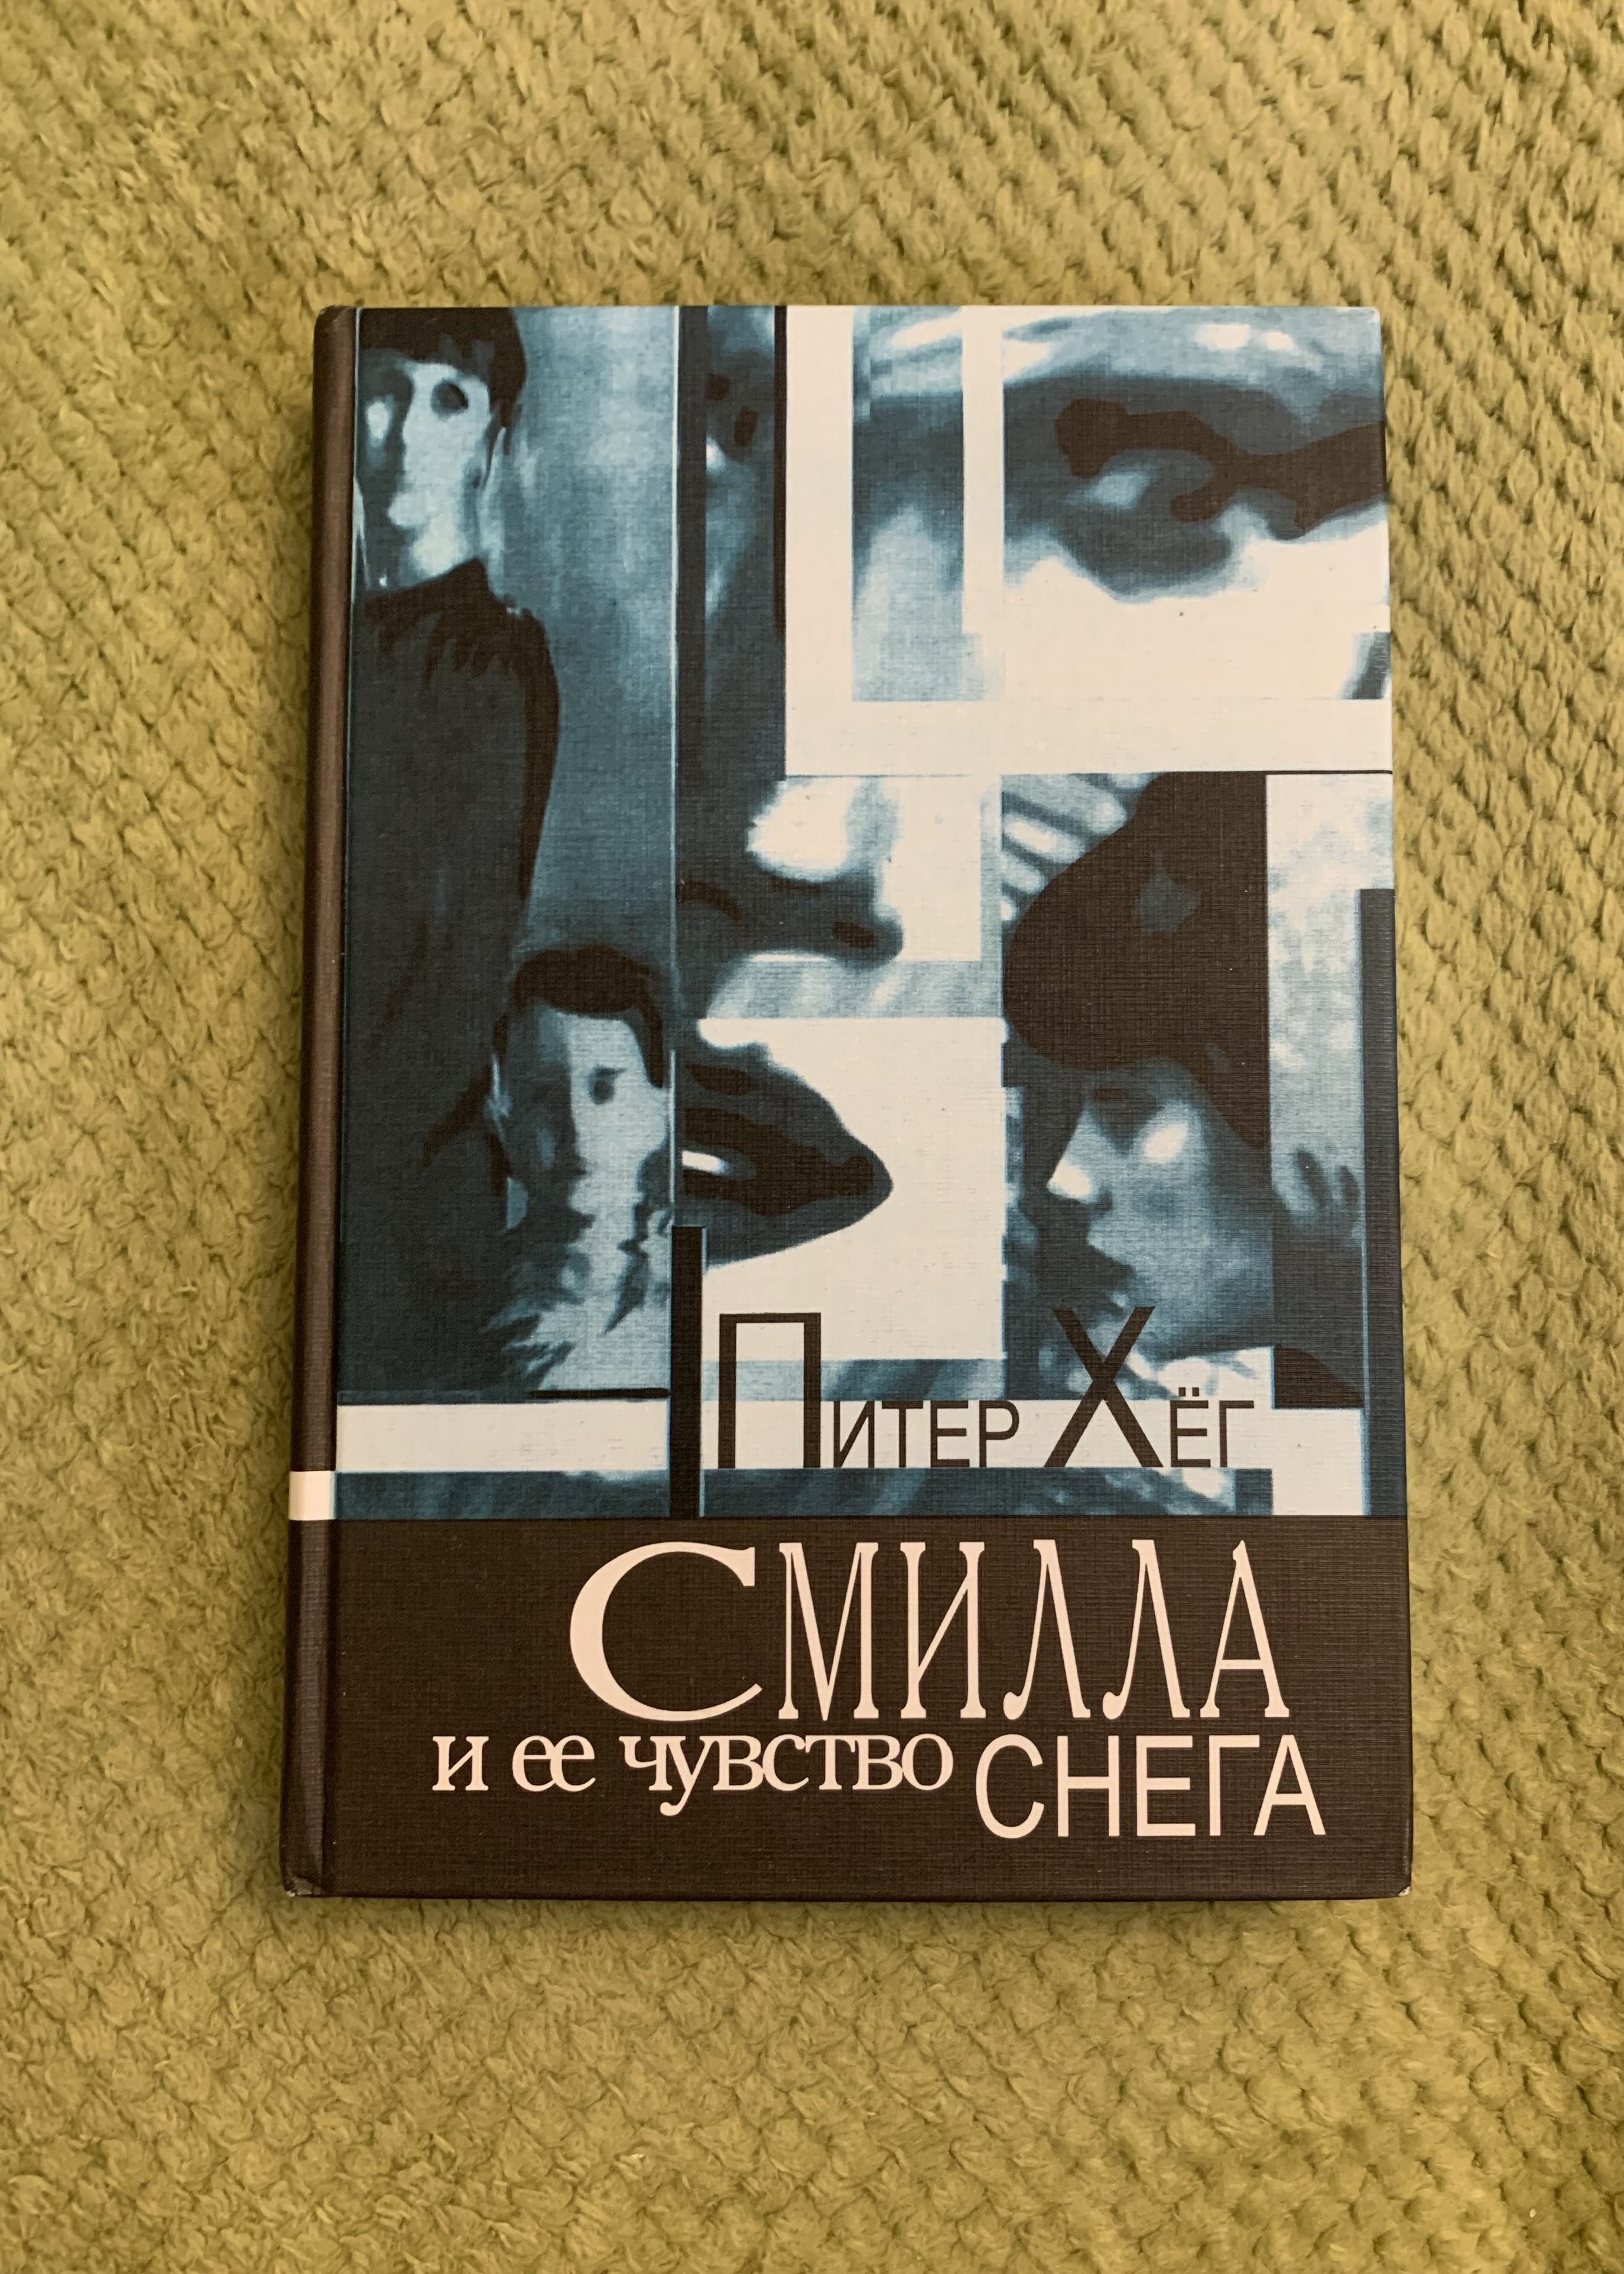 Питер Хёг
Смилла
и ее чувство снега